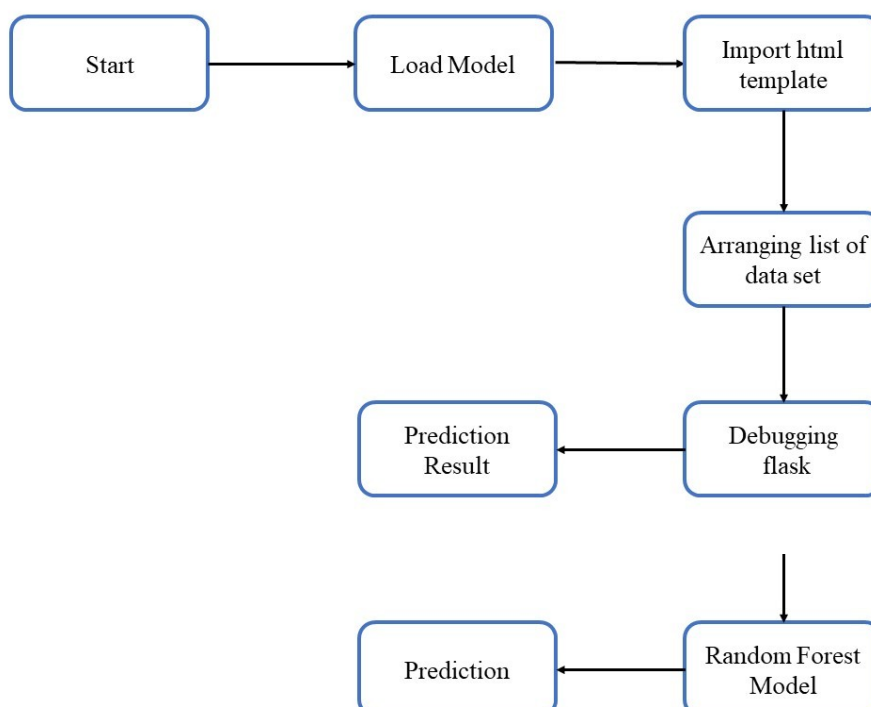 Start
Load Model
Import html
template
Arranging list of
data set
Prediction
Result
Debugging
flask
Prediction
Random Forest
Model